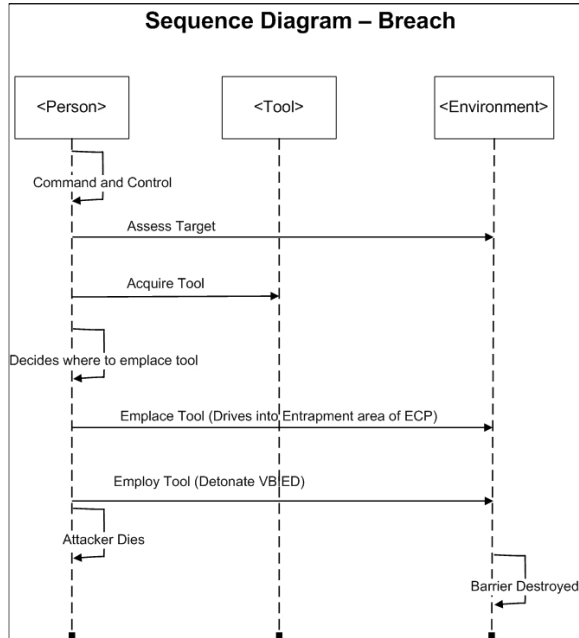 Sequence Diagram – Breach
<Person>
<Tool>
<Environment>
Command and Control
Assess Target
Acquire Tool
Decides where to emplace tool
Emplace Tool (Drives into Entrapment area of ECP)
Employ Tool (Detonate VBIED)
Attacker Dies
Barrier Destroyed